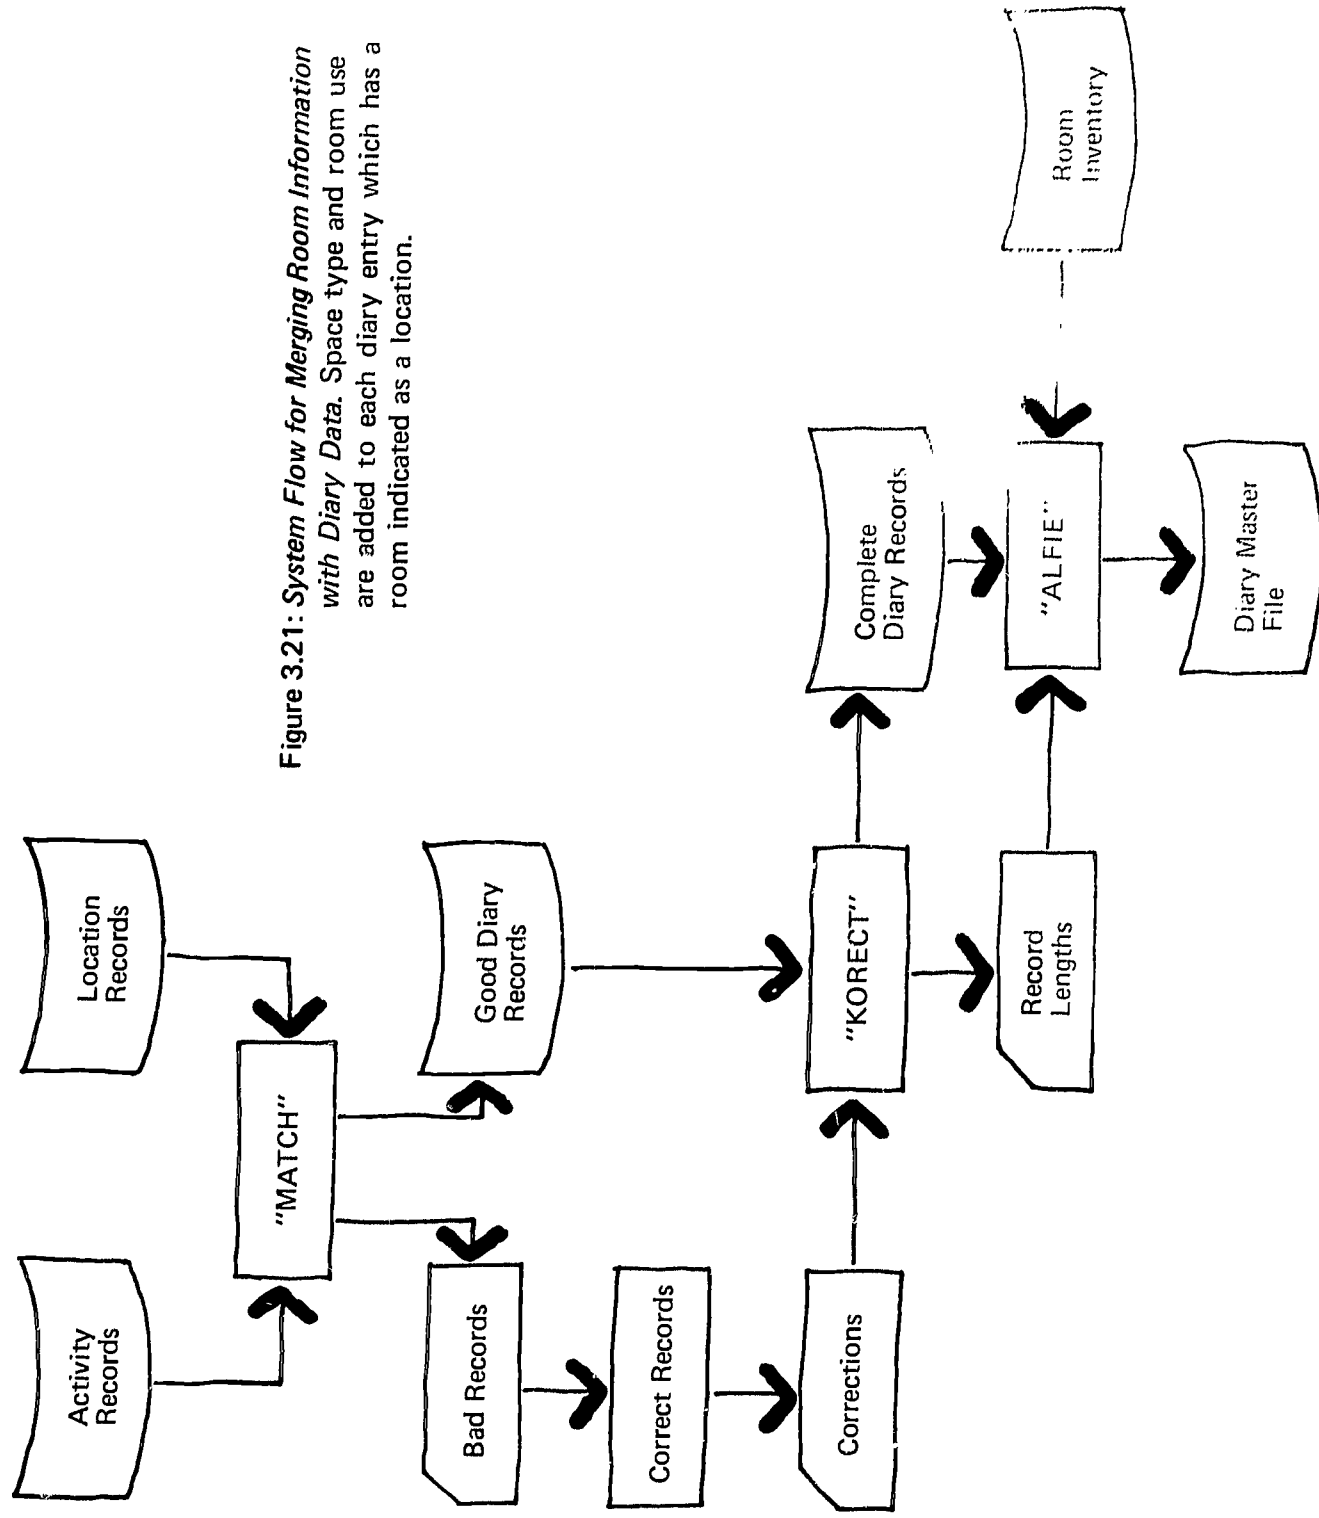 Figure 3.21: System Flow for Merging Room Information
with Diary Data. Space type and room use
are added to each diary entry which has a
room indicated as a location.
Activity
Records
Location
Records
"MATCH"
Bad Records
Good Diary
Records
Correct Records
Corrections
"KORECT"
Complete
Diary Records
Record
Lengths
"ALFIE"
Room
Inventory
Diary Master
File